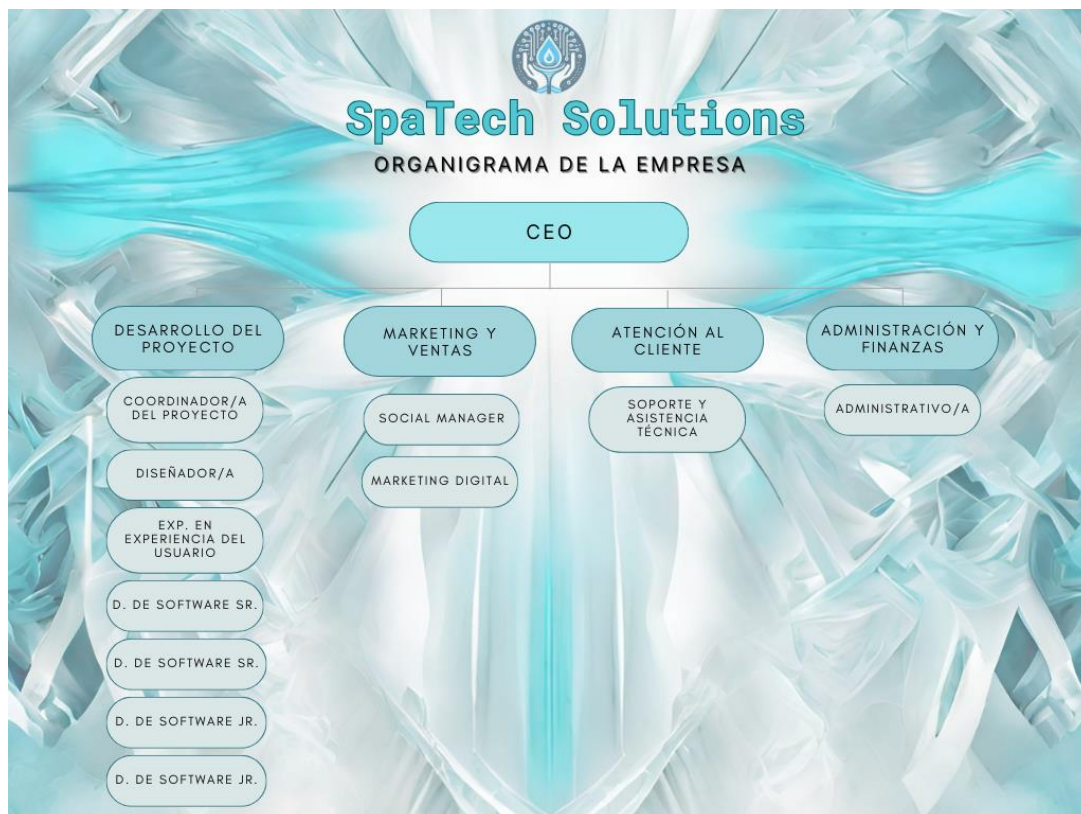 SpaTech Solutions
ORGANIGRAMA DE LA EMPRESA
CEO
DESARROLLO DEL
PROYECTO
COORDINADOR/A
DEL PROYECTO
DISEÑADOR/A
EXP. EN
EXPERIENCIA DEL
USUARIO
D. DE SOFTWARE SR.
D. DE SOFTWARE SR.
D. DE SOFTWARE JR.
D. DE SOFTWARE JR.
MARKETING Y
VENTAS
SOCIAL MANAGER
MARKETING DIGITAL
ATENCIÓN AL
CLIENTE
SOPORTE Y
ASISTENCIA
TÉCNICA
ADMINISTRACIÓN Y
FINANZAS
ADMINISTRATIVO/A